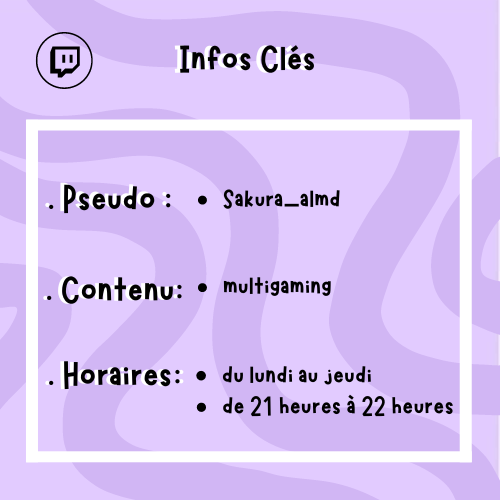 Infos Clés
. Pseudo : • Sakura_almd
. Contenu: • multigaming
. Horaires: • du lundi au jeudi
• de 21 heures à 22 heures